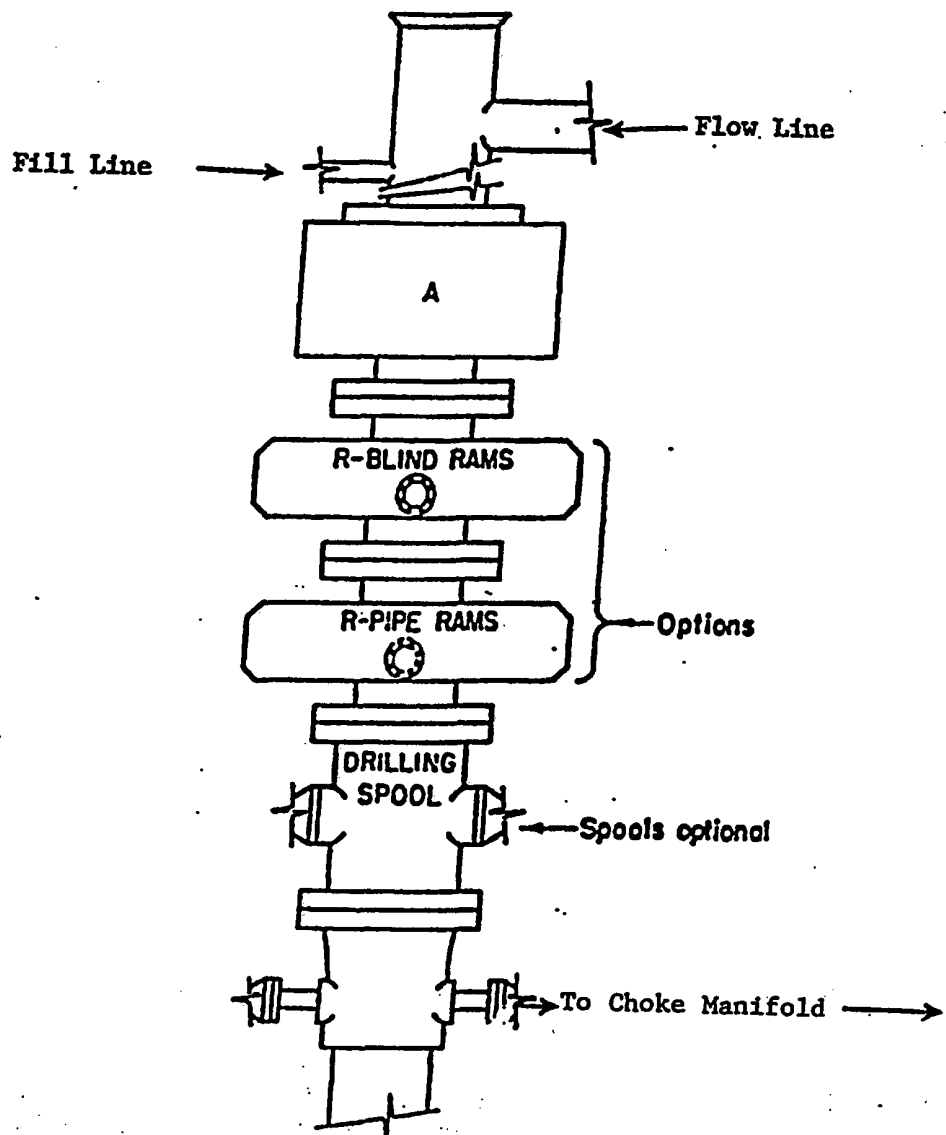 Flow Line
Fill Line
A
R-BLIND RAMS
R-PIPE RAMS
Options
DRILLING
SPOOL
Spools optional
To Choke Manifold